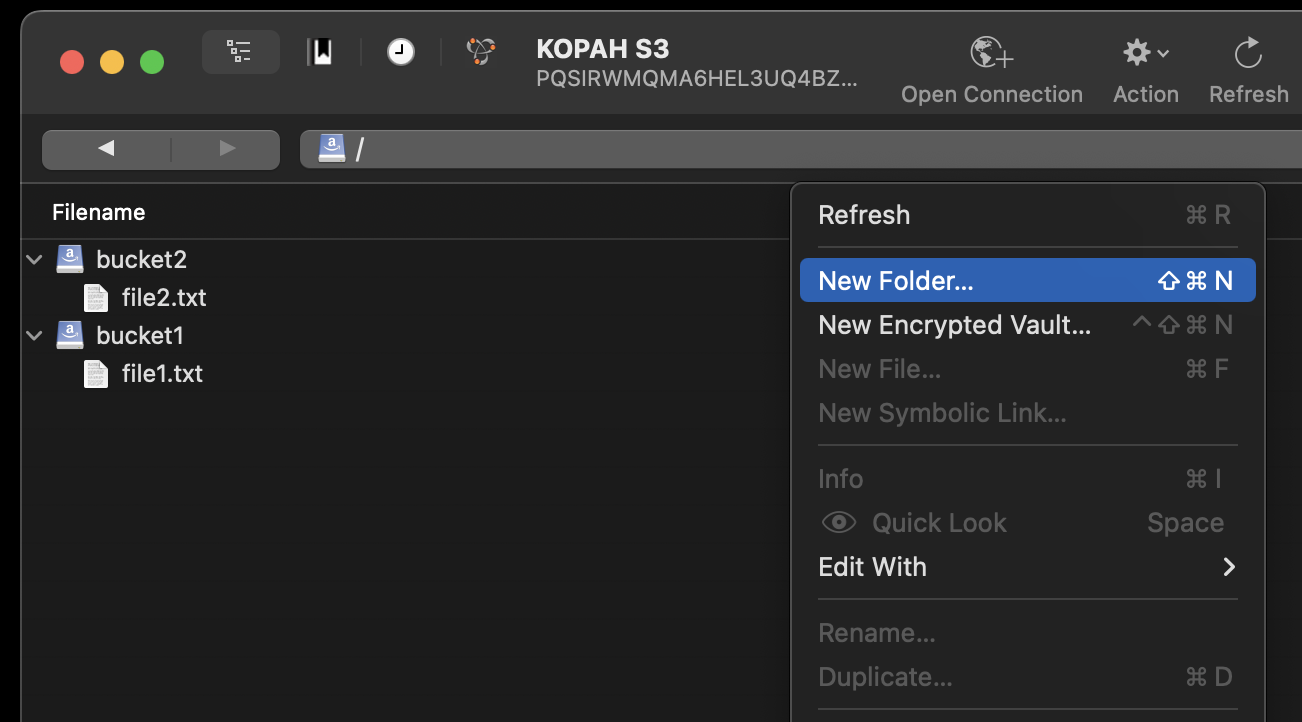 KOPAH S3
PQSIRWMQMA6HEL3UQ4BZ...
Open Connection
Action
Refresh
/
Filename
bucket2
file2.txt
bucket1
file1.txt
Refresh ⌘ R
New Folder... ⇧ ⌘ N
New Encrypted Vault... ^ ⇧ ⌘ N
New File... ⌘ F
New Symbolic Link...
Info ⌘ I
Quick Look Space
Edit With
Rename...
Duplicate... ⌘ D